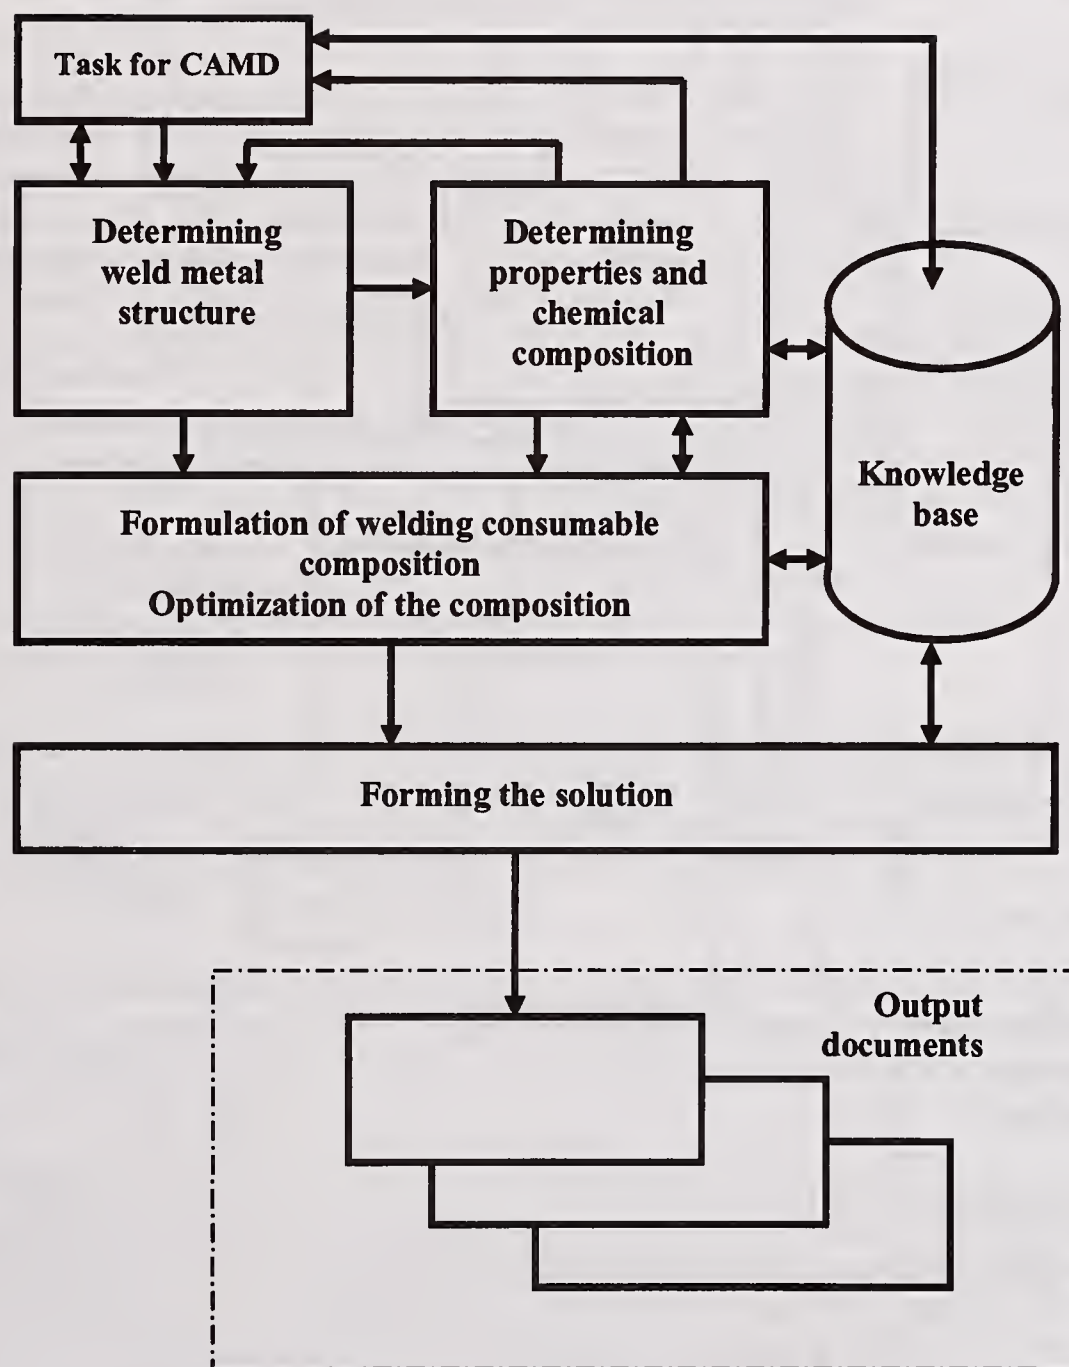 Task for CAMD
Determining
weld metal
structure
Determining
properties and
chemical
composition
Knowledge
base
Formulation of welding consumable
composition
Optimization of the composition
Forming the solution
Output
documents